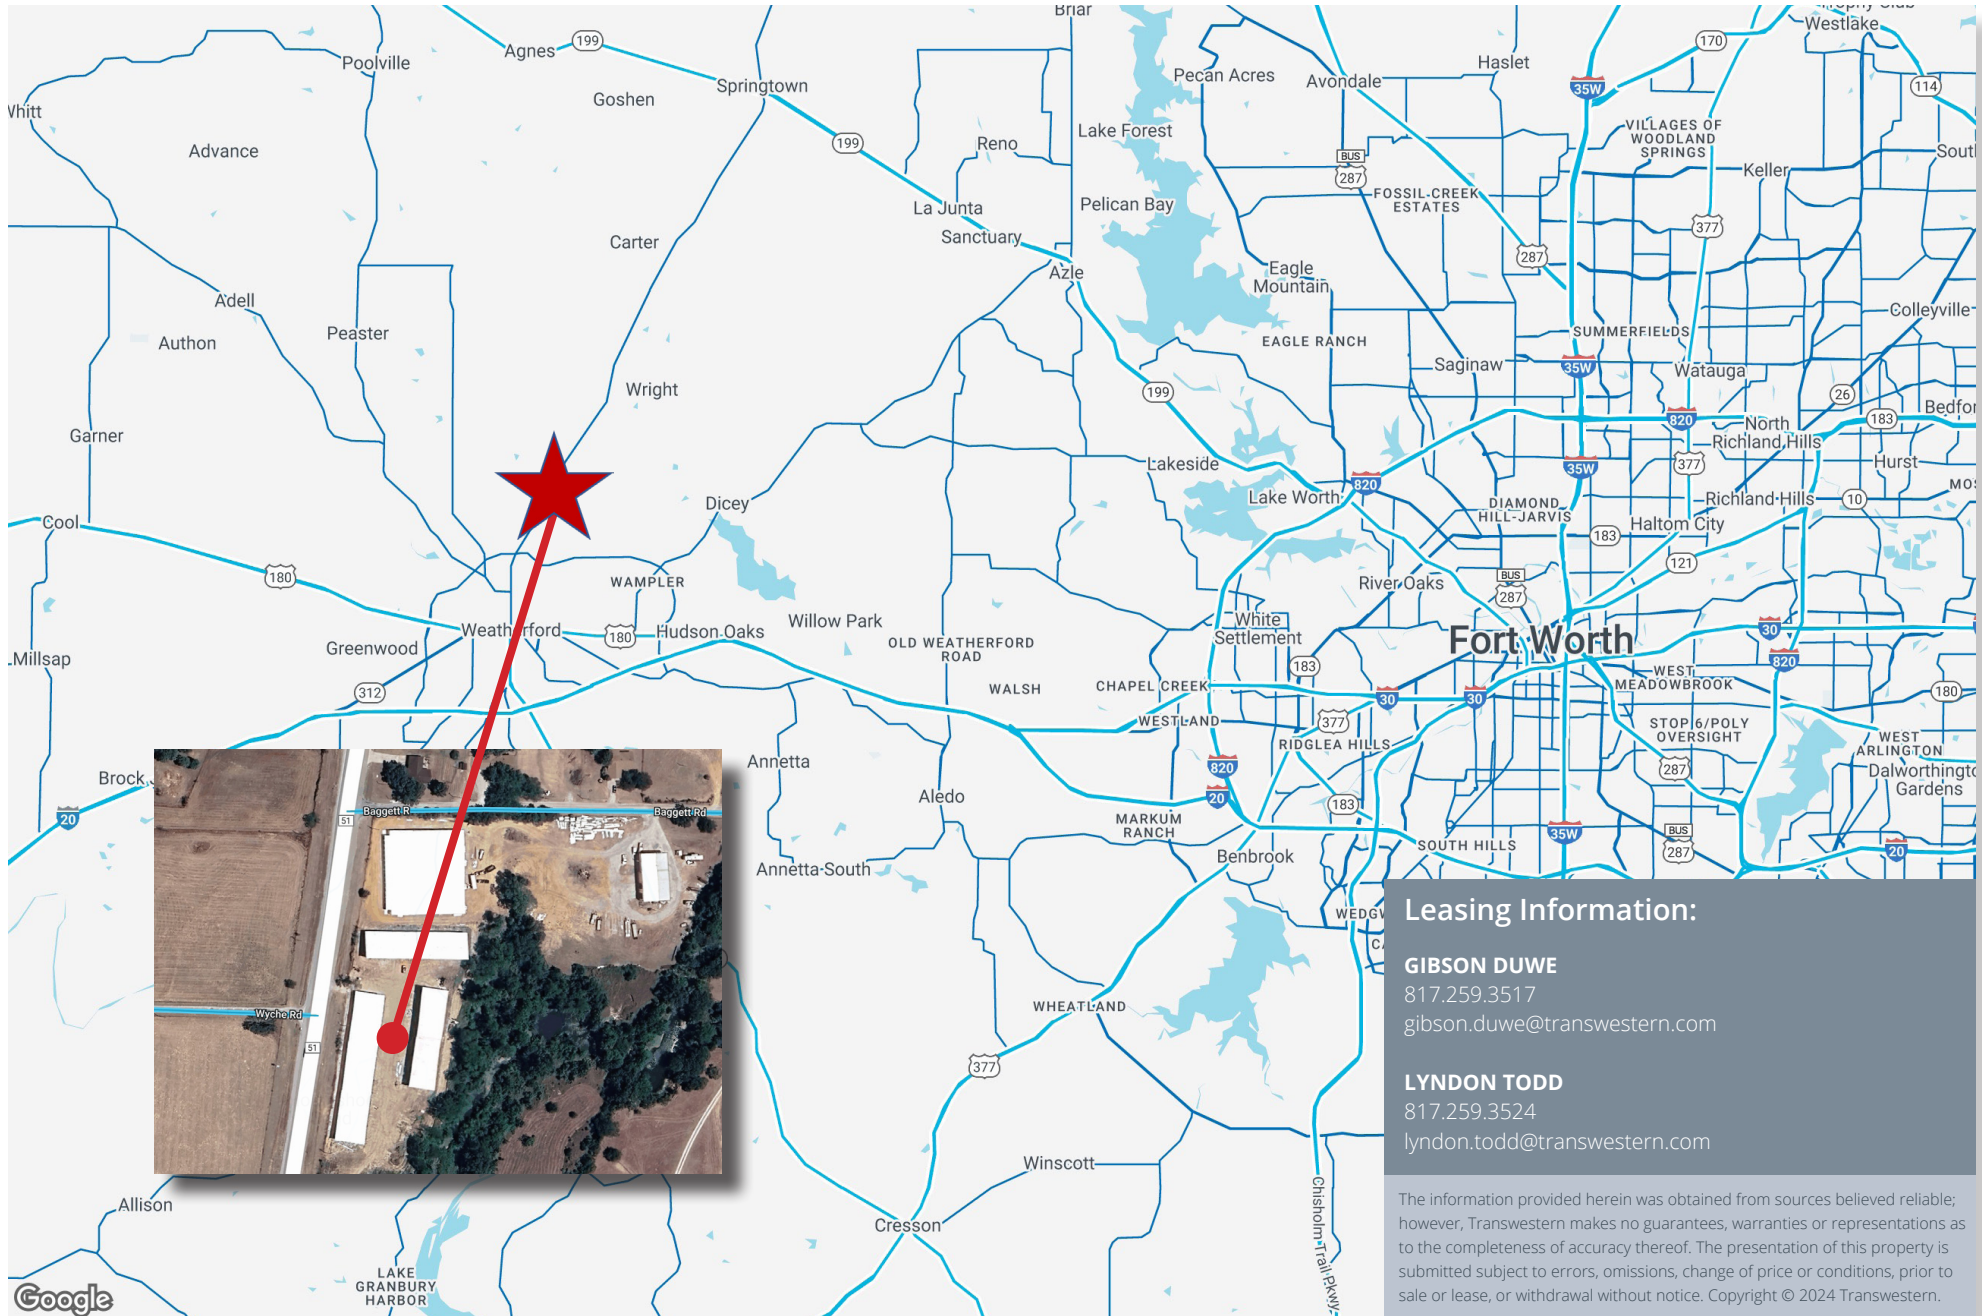 Briar
Trophy Club
Westlake
170
Agnes
199
Poolville
Haslet
Pecan Acres
Avondale
Springtown
35W
114
Goshen
Whitt
Lake Forest
VILLAGES OF
WOODLAND
SPRINGS
199
Reno
Advance
BUS
287
Keller
FOSSIL CREEK
ESTATES
La Junta
Pelican Bay
377
Carter
Sanctuary
287
Azle
Eagle
Mountain
Adell
Colleyville
Peaster
Authon
SUMMERFIELDS
EAGLE RANCH
Saginaw
35W
Watauga
Wright
199
26
Garner
820
North
Richland Hills
183
Lakeside
35W
377
Hurst
820
Lake Worth
Dicey
DIAMOND
HILL-JARVIS
Richland Hills
10
Cool
Haltom City
183
121
180
WAMPLER
River Oaks
BUS
287
Willow Park
White
Settlement
Weatherford
180
Hudson Oaks
30
Fort Worth
Greenwood
OLD WEATHERFORD
ROAD
Millsap
183
820
WEST
MEADOWBROOK
312
WALSH
CHAPEL CREEK
30
30
180
WESTLAND
377
STOP 6/POLY
OVERSIGHT
RIDGLEA HILLS
WEST
ARLINGTON
Annetta
820
287
Brock
Dalworthington
Gardens
Aledo
20
183
20
MARKUM
RANCH
35W
BUS
287
SOUTH HILLS
20
Benbrook
Annetta South
Baggett R
Baggett Rd
51
Wyche Rd
51
WHEATLAND
377
Winscott
Chisholm Trail Pkwy
Allison
Cresson
LAKE
GRANBURY
HARBOR
Google
Leasing Information:
GIBSON DUWE
817.259.3517
gibson.duwe@transwestern.com
LYNDON TODD
817.259.3524
lyndon.todd@transwestern.com
The information provided herein was obtained from sources believed reliable;
however, Transwestern makes no guarantees, warranties or representations as
to the completeness of accuracy thereof. The presentation of this property is
submitted subject to errors, omissions, change of price or conditions, prior to
sale or lease, or withdrawal without notice. Copyright © 2024 Transwestern.